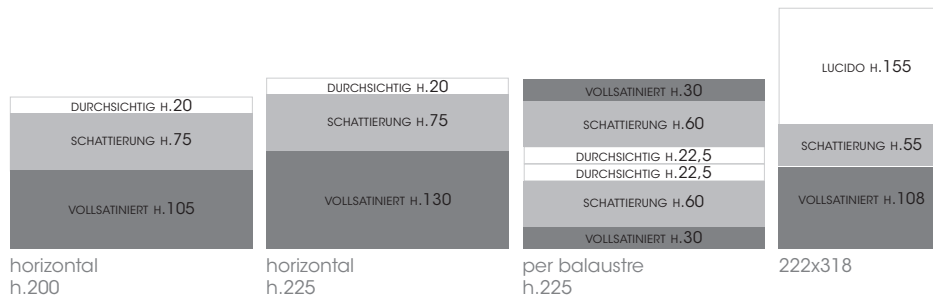 DURCHSICHTIG H.20
SCHATTIERUNG H.75
VOLLSATINIERT H.105
horizontal
h.200
DURCHSICHTIG H.20
SCHATTIERUNG H.75
VOLLSATINIERT H.130
horizontal
h.225
VOLLSATINIERT H.30
SCHATTIERUNG H.60
DURCHSICHTIG H.22,5
DURCHSICHTIG H.22,5
SCHATTIERUNG H.60
VOLLSATINIERT H.30
per balaustre
h.225
LUCIDO H.155
SCHATTIERUNG H.55
VOLLSATINIERT H.108
222x318